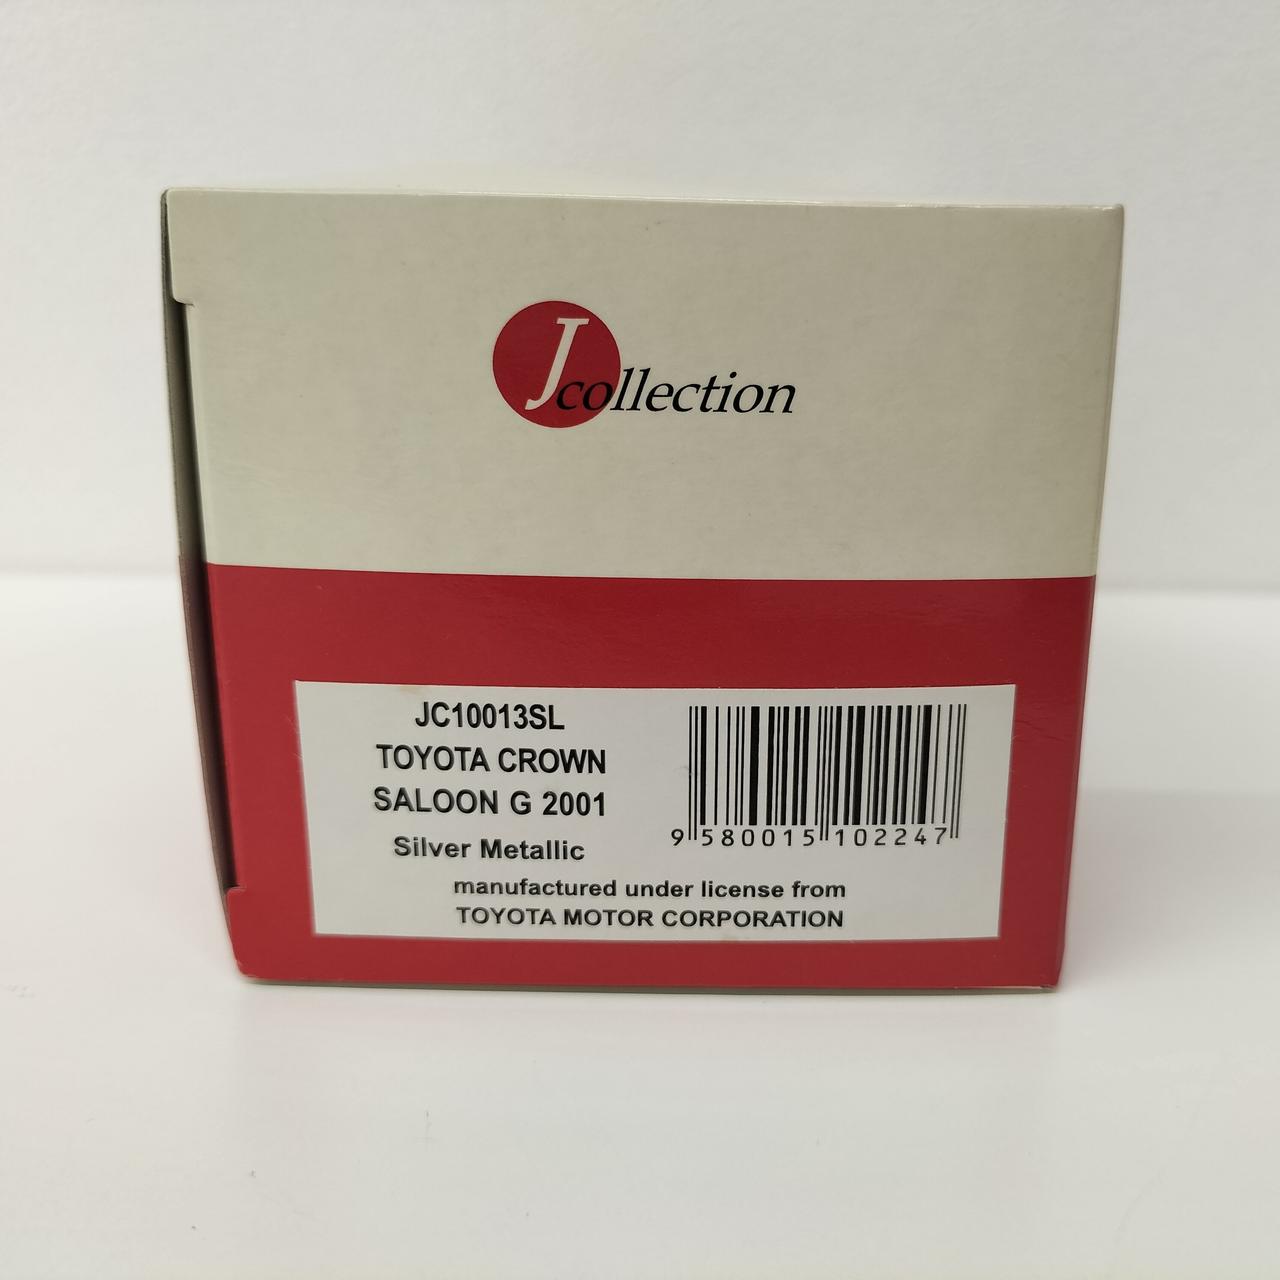 Jcollection
JC10013SL
TOYOTA CROWN
SALOON G 2001
Silver Metallic
9 580015 102247
manufactured under license from
TOYOTA MOTOR CORPORATION